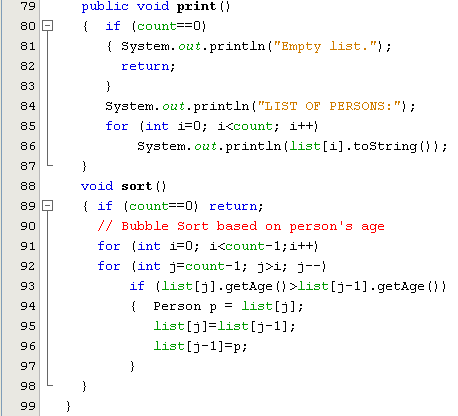 79 public void print()
80 { if (count==0)
81 { System.out.println("Empty list.");
82 return;
83 }
84 System.out.println("LIST OF PERSONS:");
85 for (int i=0; i<count; i++)
86 System.out.println(list[i].toString());
87 }
88 void sort()
89 { if (count==0) return;
90 // Bubble Sort based on person's age
91 for (int i=0; i<count-1;i++)
92 for (int j=count-1; j>i; j--)
93 if (list[j].getAge()>list[j-1].getAge())
94 { Person p = list[j];
95 list[j]=list[j-1];
96 list[j-1]=p;
97 }
98 }
99 }